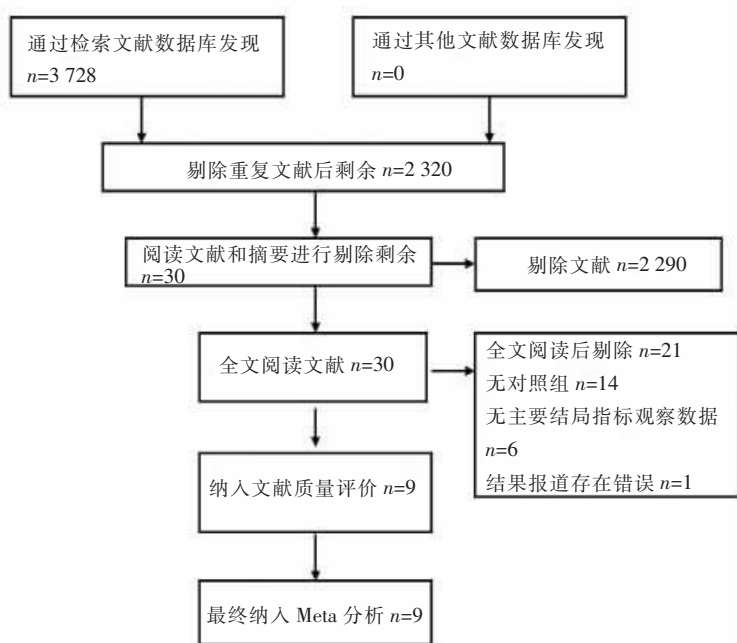 通过检索文献数据库发现
n=3 728
通过其他文献数据库发现
n=0
剔除重复文献后剩余 n=2 320
阅读文献和摘要进行剔除剩余
n=30
剔除文献 n=2 290
全文阅读文献 n=30
全文阅读后剔除 n=21
无对照组 n=14
无主要结局指标观察数据
n=6
结果报道存在错误 n=1
纳入文献质量评价 n=9
最终纳入 Meta 分析 n=9